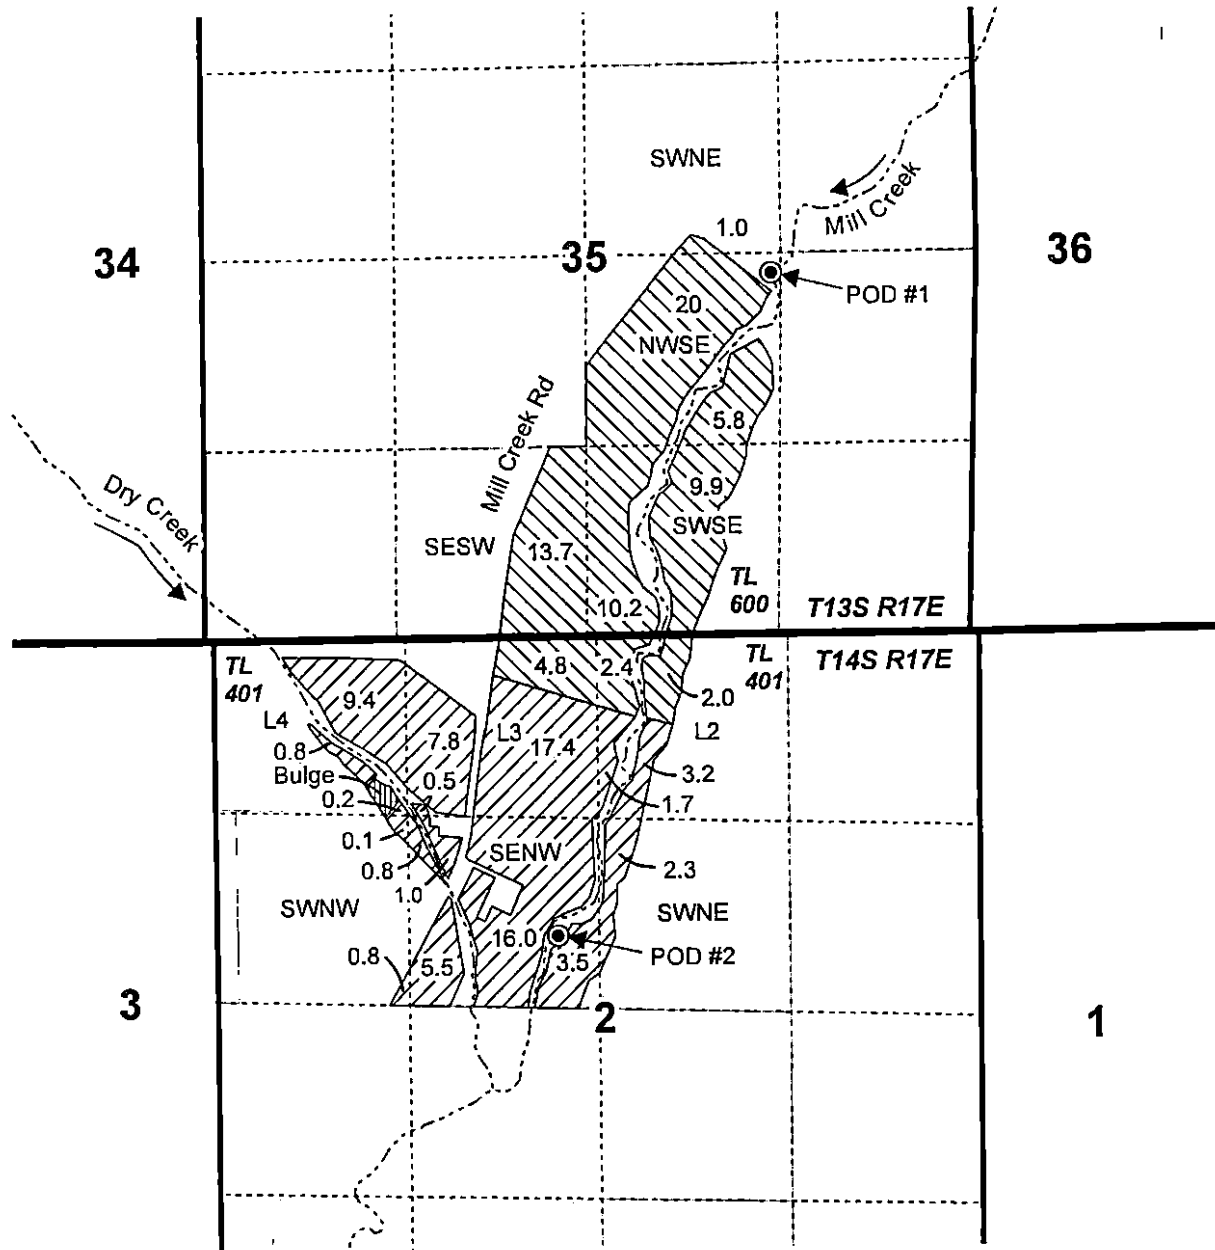 SWNE
Mill Creek
1.0
34
35
36
POD #1
20
NWSE
Mill Creek Rd
5.8
Dry Creek
9.9
SWSE
SESW
13.7
TL
600
10.2
T13S R17E
TL
401
4.8
2.4
TL
401
T14S R17E
2.0
9.4
L4
L3
L2
0.8
7.8
17.4
Bulge
0.5
3.2
0.2
1.7
0.1
SENW
0.8
2.3
1.0
SWNW
SWNE
16.0
0.8
5.5
3.5
POD #2
3
2
1